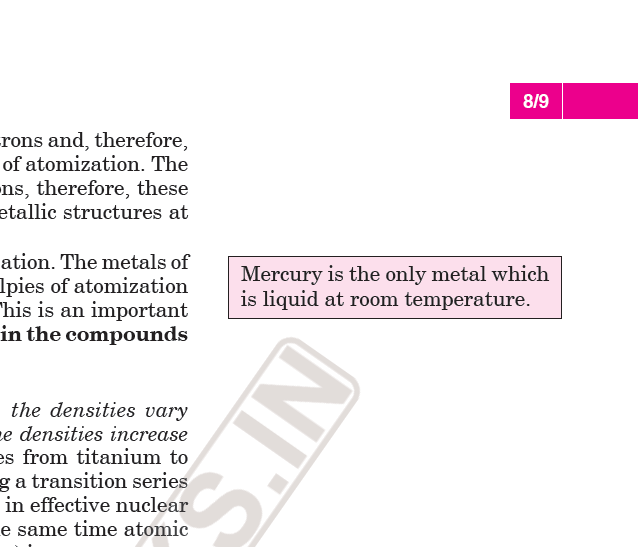 8/9
trons and, therefore,
of atomization. The
ons, therefore, these
etallic structures at
ation. The metals of
lpies of atomization
This is an important
in the compounds
Mercury is the only metal which
is liquid at room temperature.
the densities vary
he densities increase
es from titanium to
g a transition series
in effective nuclear
e same time atomic
S.IN